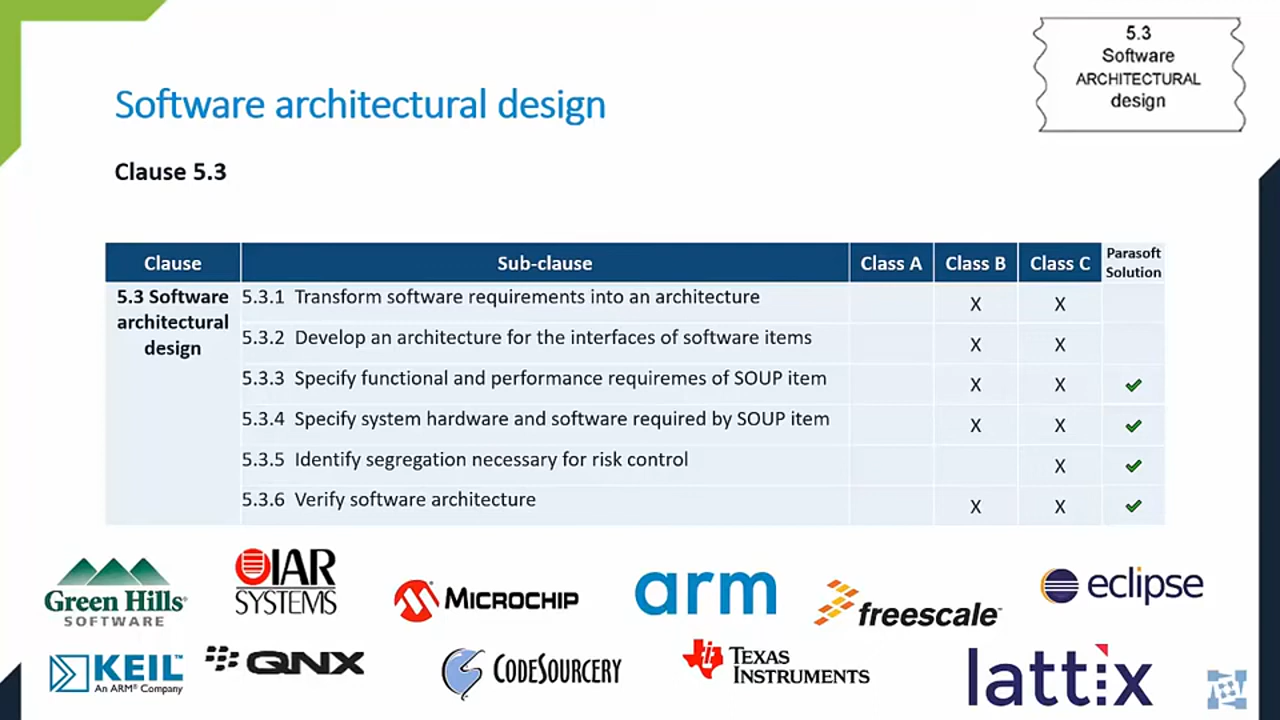 5.3
Software
ARCHITECTURAL
design
Software architectural design
Clause 5.3
Clause Sub-clause Class A Class B Class C Parasoft Solution
5.3 Software architectural design
5.3.1 Transform software requirements into an architecture X X
5.3.2 Develop an architecture for the interfaces of software items X X
5.3.3 Specify functional and performance requiremes of SOUP item X X ✔
5.3.4 Specify system hardware and software required by SOUP item X X ✔
5.3.5 Identify segregation necessary for risk control X ✔
5.3.6 Verify software architecture X X ✔
Green Hills®
SOFTWARE
IAR
SYSTEMS
MICROCHIP
arm
freescale™
eclipse
KEIL™
An ARM® Company
QNX
CODESOURCERY
TEXAS
INSTRUMENTS
lattix